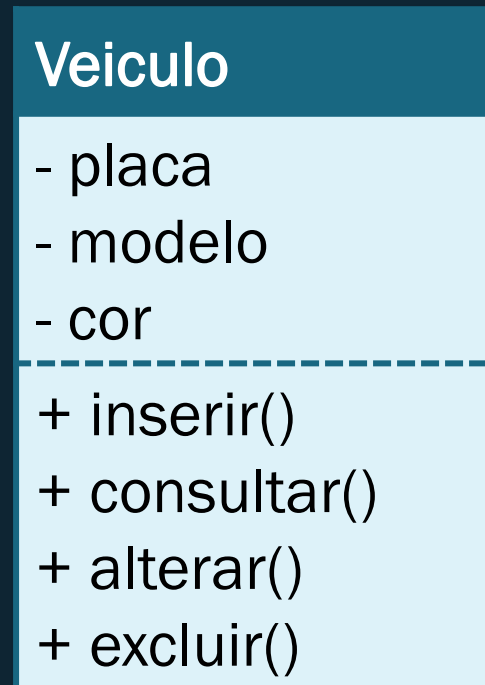 Veiculo
- placa
- modelo
- cor
+ inserir()
+ consultar()
+ alterar()
+ excluir()